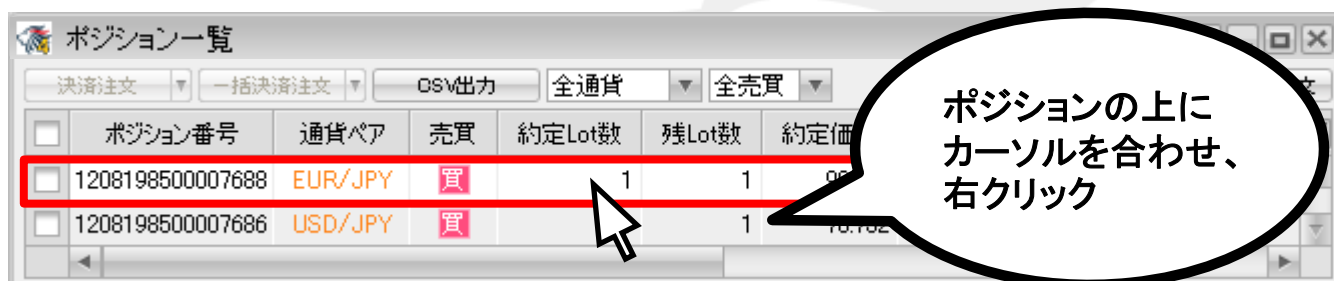 ポジション一覧
決済注文 一括決済注文 CSV出力 全通貨 全売買
ポジション番号 通貨ペア 売買 約定Lot数 残Lot数 約定価
1208198500007688 EUR/JPY 買 1 1
1208198500007686 USD/JPY 買 1
ポジションの上に
カーソルを合わせ、
右クリック